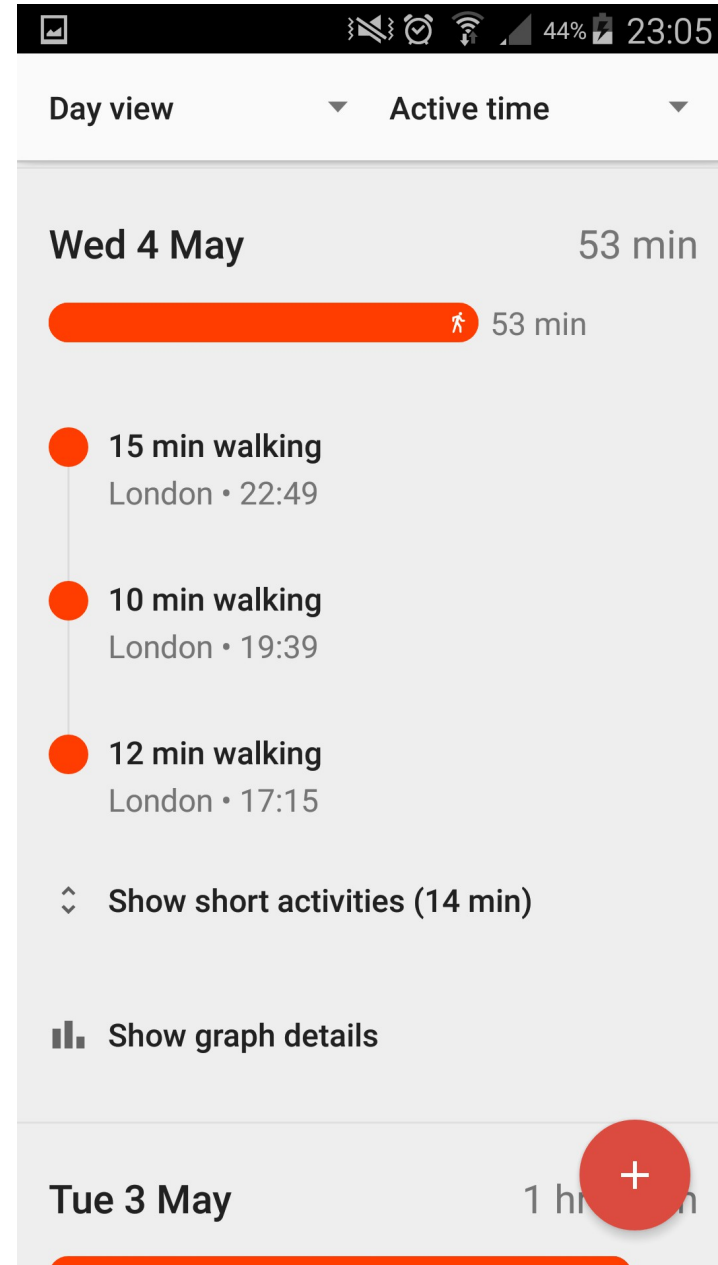 44% 23:05
Day view Active time
Wed 4 May 53 min
53 min
15 min walking
London • 22:49
10 min walking
London • 19:39
12 min walking
London • 17:15
Show short activities (14 min)
Show graph details
Tue 3 May 1 hr